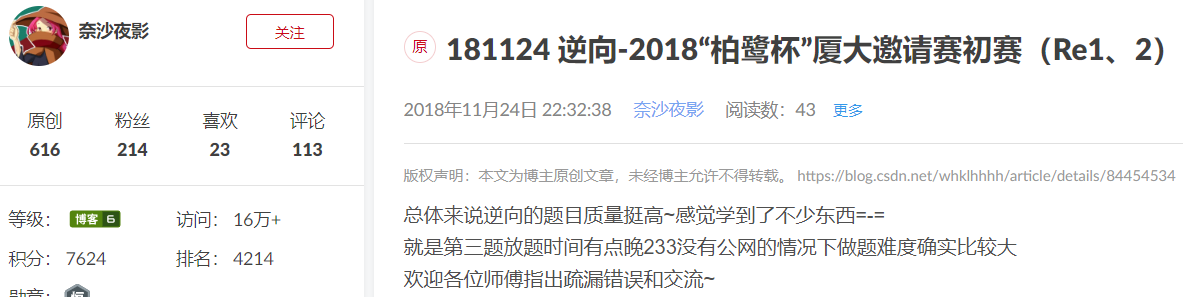 奈沙夜影
关注
原创 粉丝 喜欢 评论
616 214 23 113
等级： 博客 6 访问： 16万+
积分： 7624 排名： 4214
勋章：
原 181124 逆向-2018“柏鹭杯”厦大邀请赛初赛（Re1、2）
2018年11月24日 22:32:38 奈沙夜影 阅读数：43 更多
版权声明：本文为博主原创文章，未经博主允许不得转载。 https://blog.csdn.net/whklhhhh/article/details/84454534
总体来说逆向的题目质量挺高~感觉学到了不少东西=-=
就是第三题放题时间有点晚233没有公网的情况下做题难度确实比较大
欢迎各位师傅指出疏漏错误和交流~